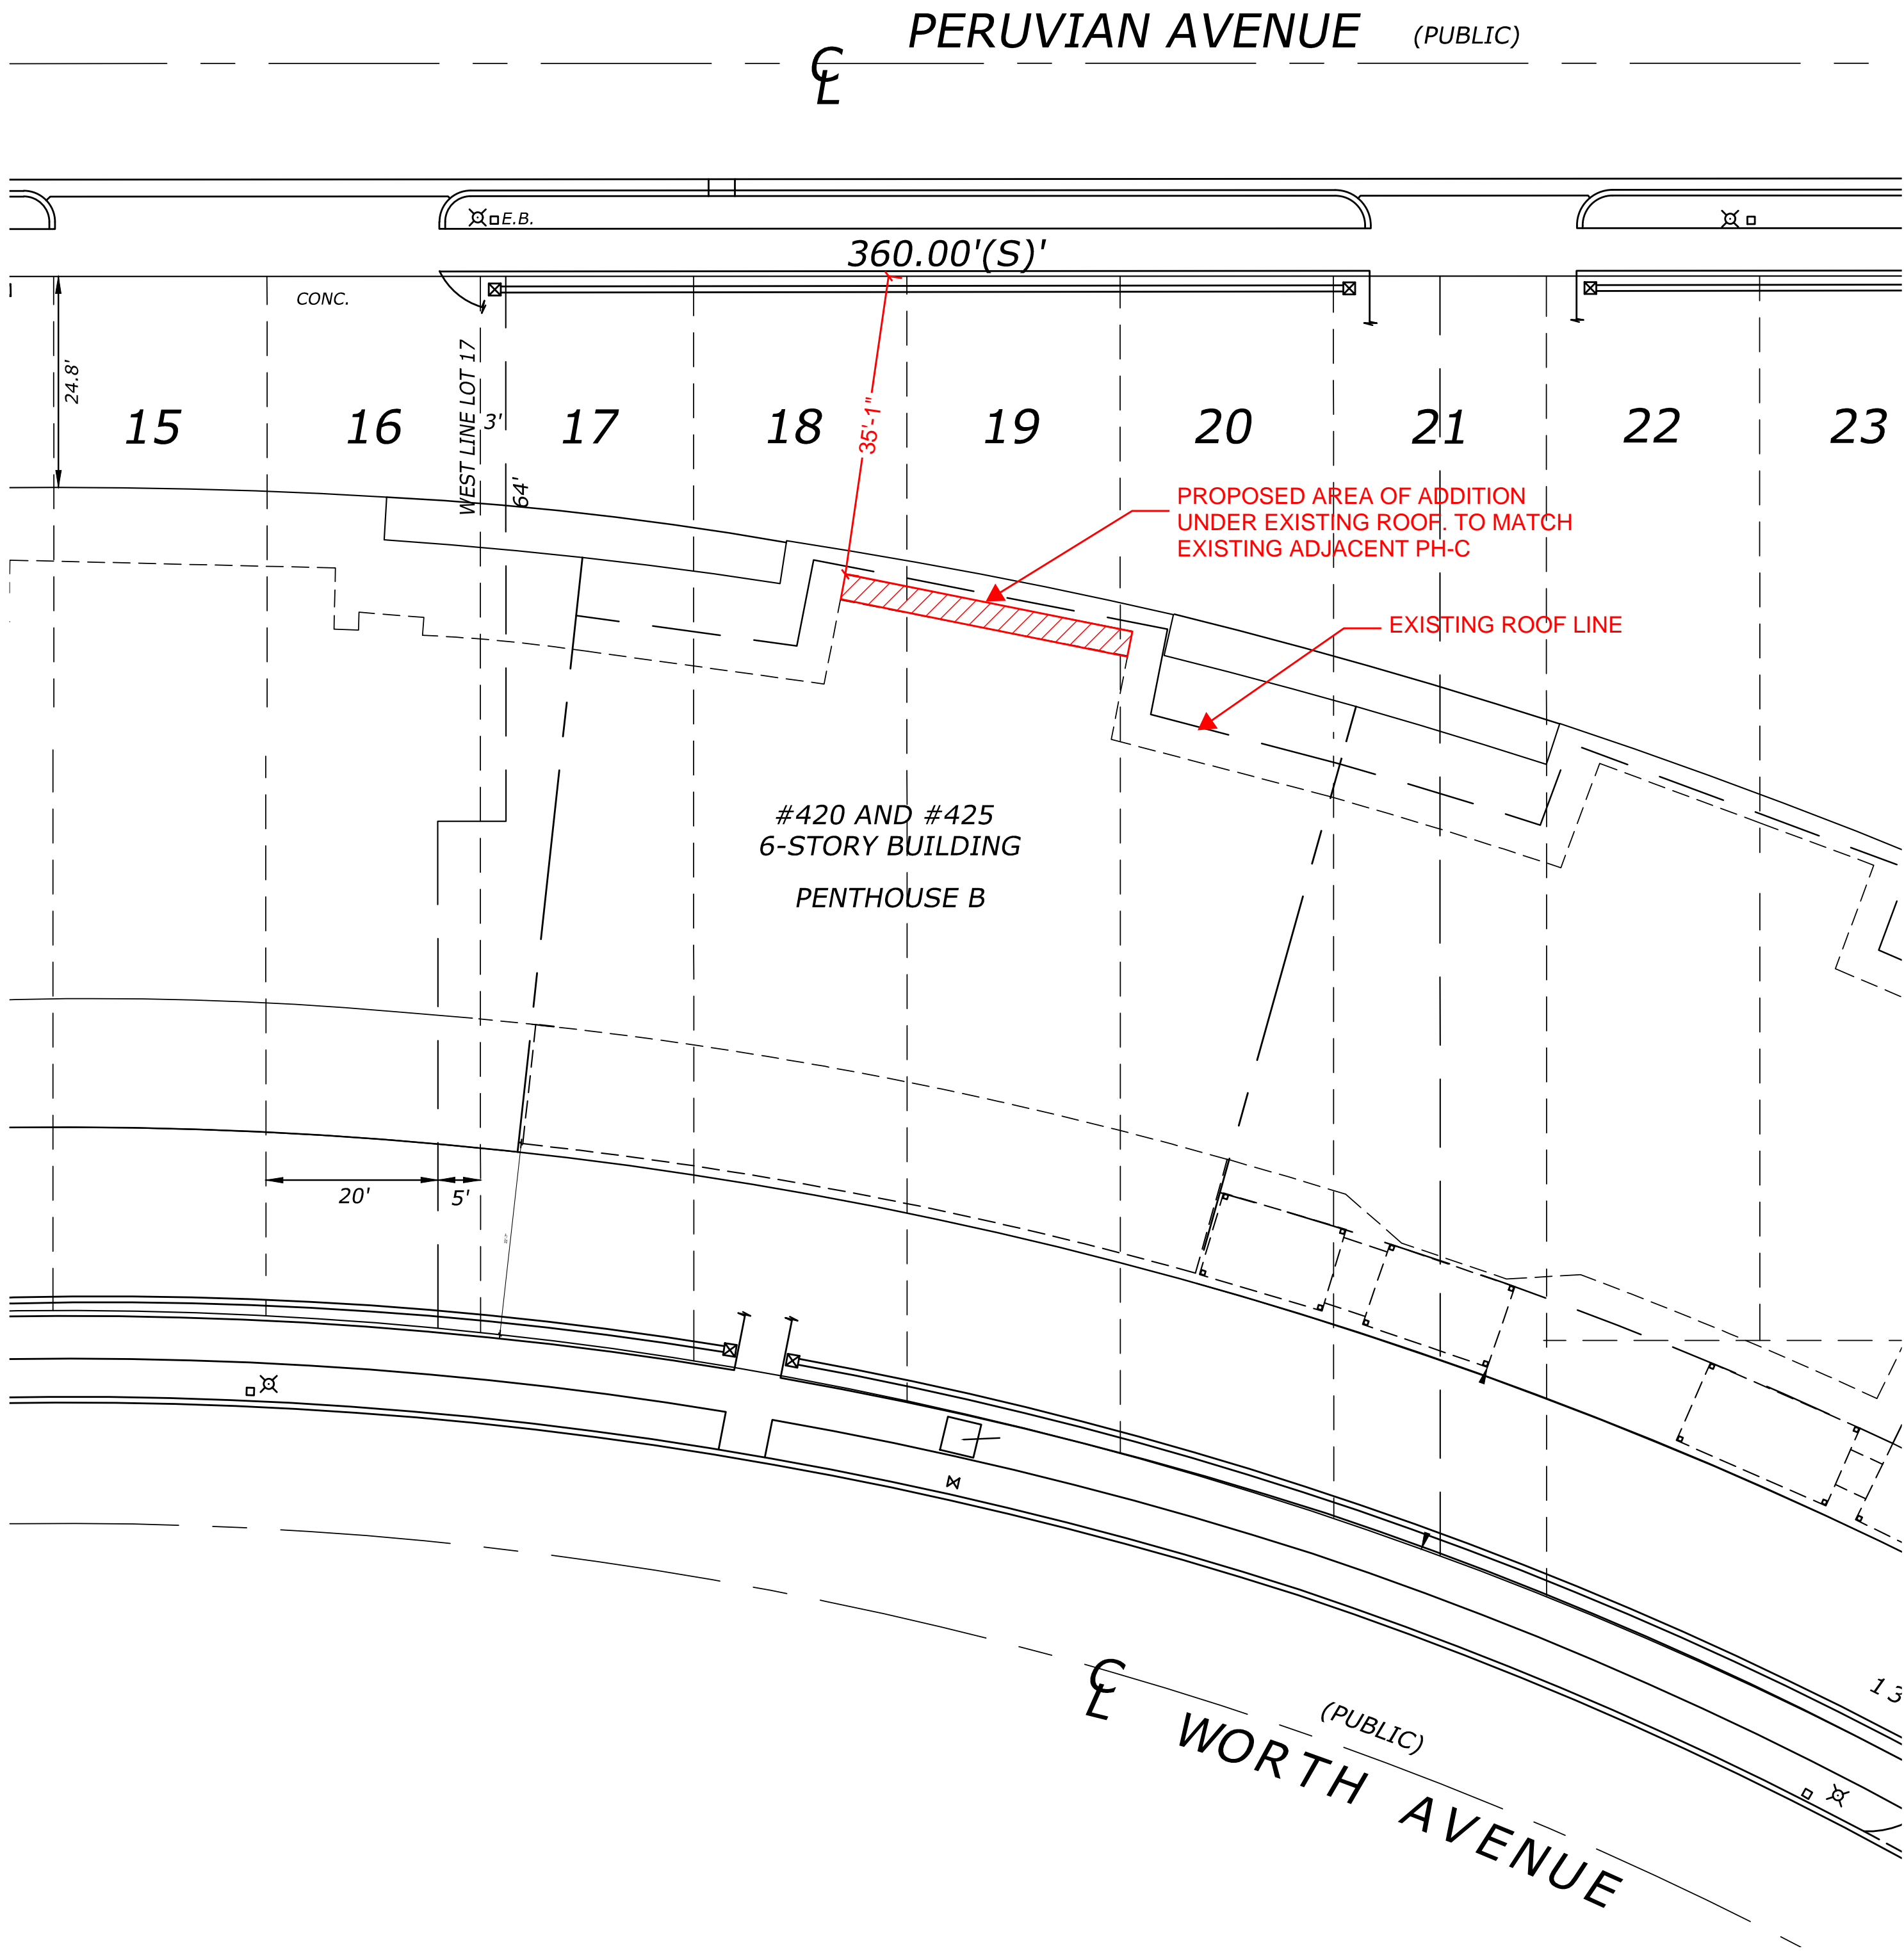 PERUVIAN AVENUE (PUBLIC)
CL
E.B.
360.00'(S)'
CONC.
24.8'
WEST LINE LOT 17
3'
64'
35'-1"
15
16
17
18
19
20
21
22
23
PROPOSED AREA OF ADDITION
UNDER EXISTING ROOF. TO MATCH
EXISTING ADJACENT PH-C
EXISTING ROOF LINE
#420 AND #425
6-STORY BUILDING
PENTHOUSE B
20'
5'
CL
(PUBLIC)
WORTH AVENUE
13